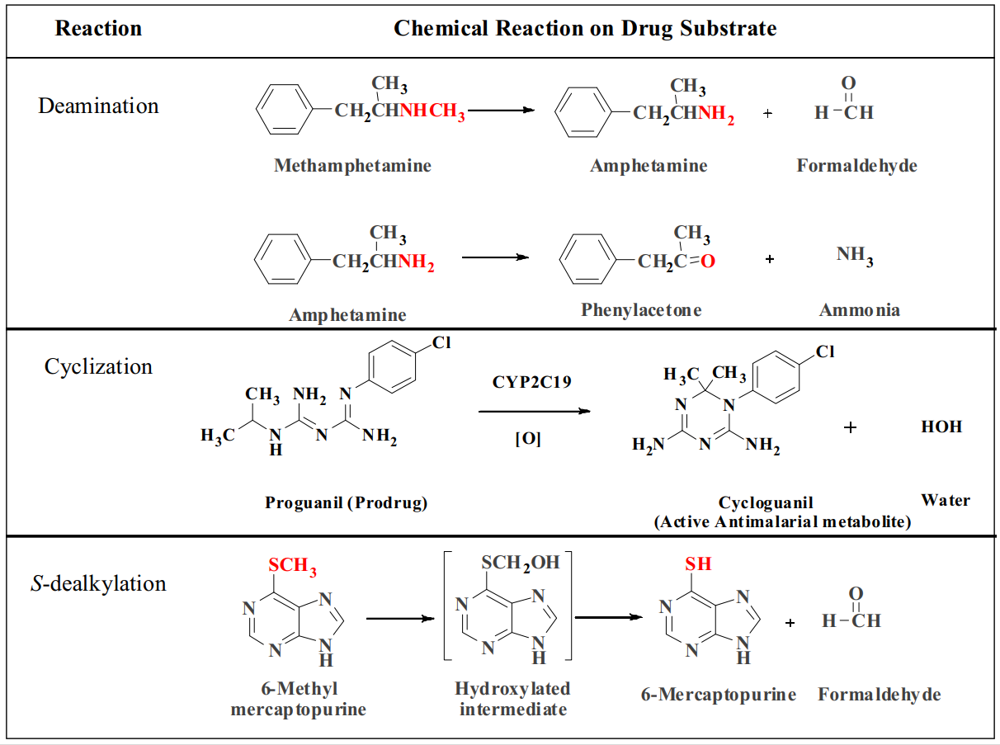 Reaction
Chemical Reaction on Drug Substrate
Deamination
CH3
CH2CHNHCH3
Methamphetamine
CH3
CH2CHNH2
Amphetamine
+
O
H-CH
Formaldehyde
CH3
CH2CHNH2
Amphetamine
CH3
CH2C=O
Phenylacetone
+
NH3
Ammonia
Cyclization
Cl
CH3 NH2 N
H3C N N NH2
H
Proguanil (Prodrug)
CYP2C19
[O]
Cl
H3C CH3
N N
H2N N NH2
Cycloguanil
(Active Antimalarial metabolite)
+
HOH
Water
S-dealkylation
SCH3
N N
N N
H
6-Methyl
mercaptopurine
SCH2OH
N N
N N
H
Hydroxylated
intermediate
SH
N N
N N
H
6-Mercaptopurine
+
O
H-CH
Formaldehyde